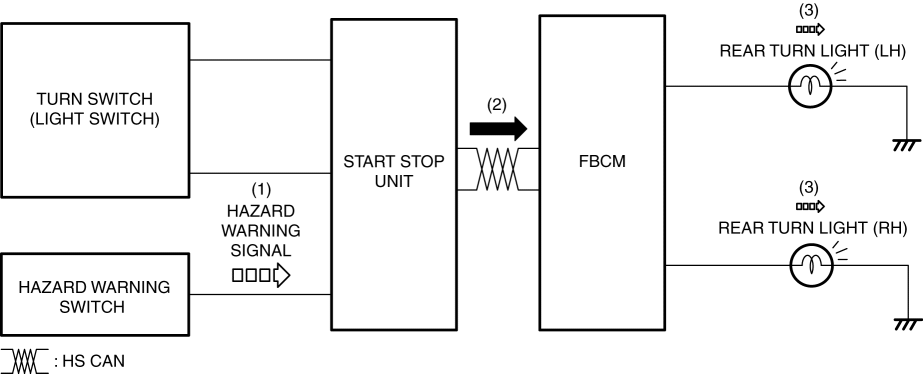 TURN SWITCH
(LIGHT SWITCH)
(1)
HAZARD
WARNING
SIGNAL
HAZARD WARNING
SWITCH
: HS CAN
START STOP
UNIT
(2)
FBCM
(3)
REAR TURN LIGHT (LH)
(3)
REAR TURN LIGHT (RH)